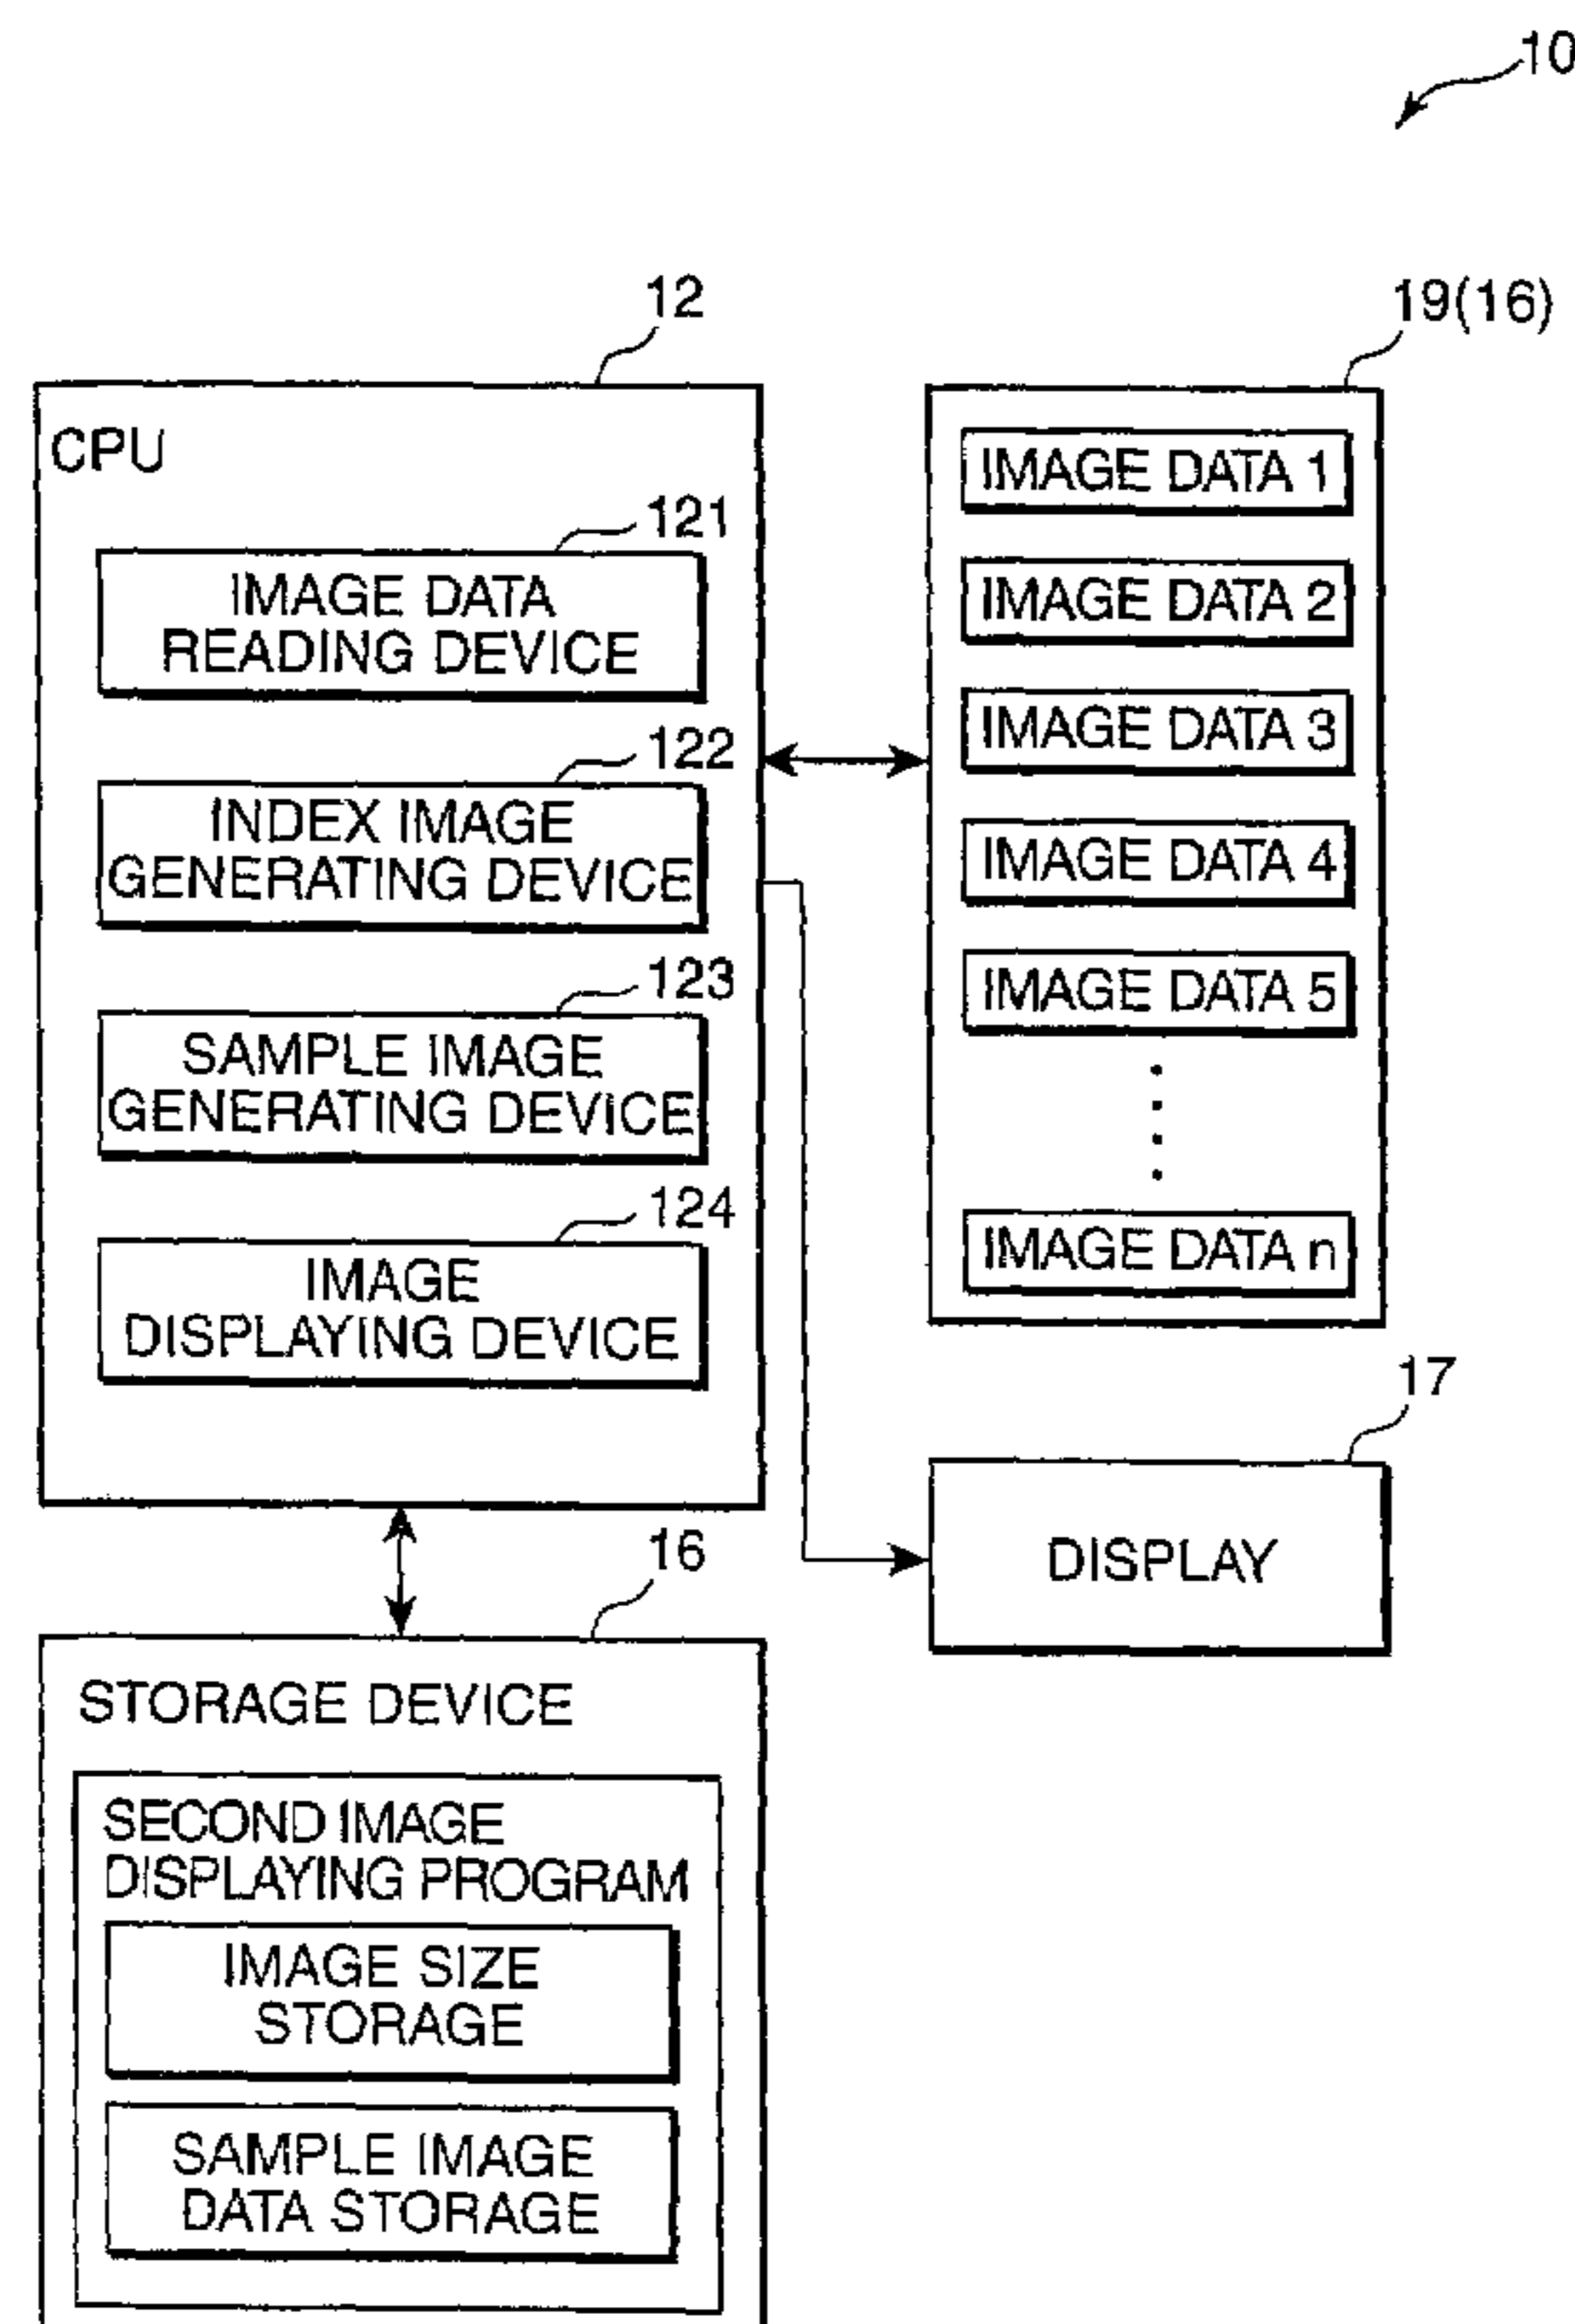 10
12
CPU
121
IMAGE DATA
READING DEVICE
122
INDEX IMAGE
GENERATING DEVICE
123
SAMPLE IMAGE
GENERATING DEVICE
124
IMAGE
DISPLAYING DEVICE
19(16)
IMAGE DATA 1
IMAGE DATA 2
IMAGE DATA 3
IMAGE DATA 4
IMAGE DATA 5
IMAGE DATA n
17
DISPLAY
16
STORAGE DEVICE
SECOND IMAGE
DISPLAYING PROGRAM
IMAGE SIZE
STORAGE
SAMPLE IMAGE
DATA STORAGE